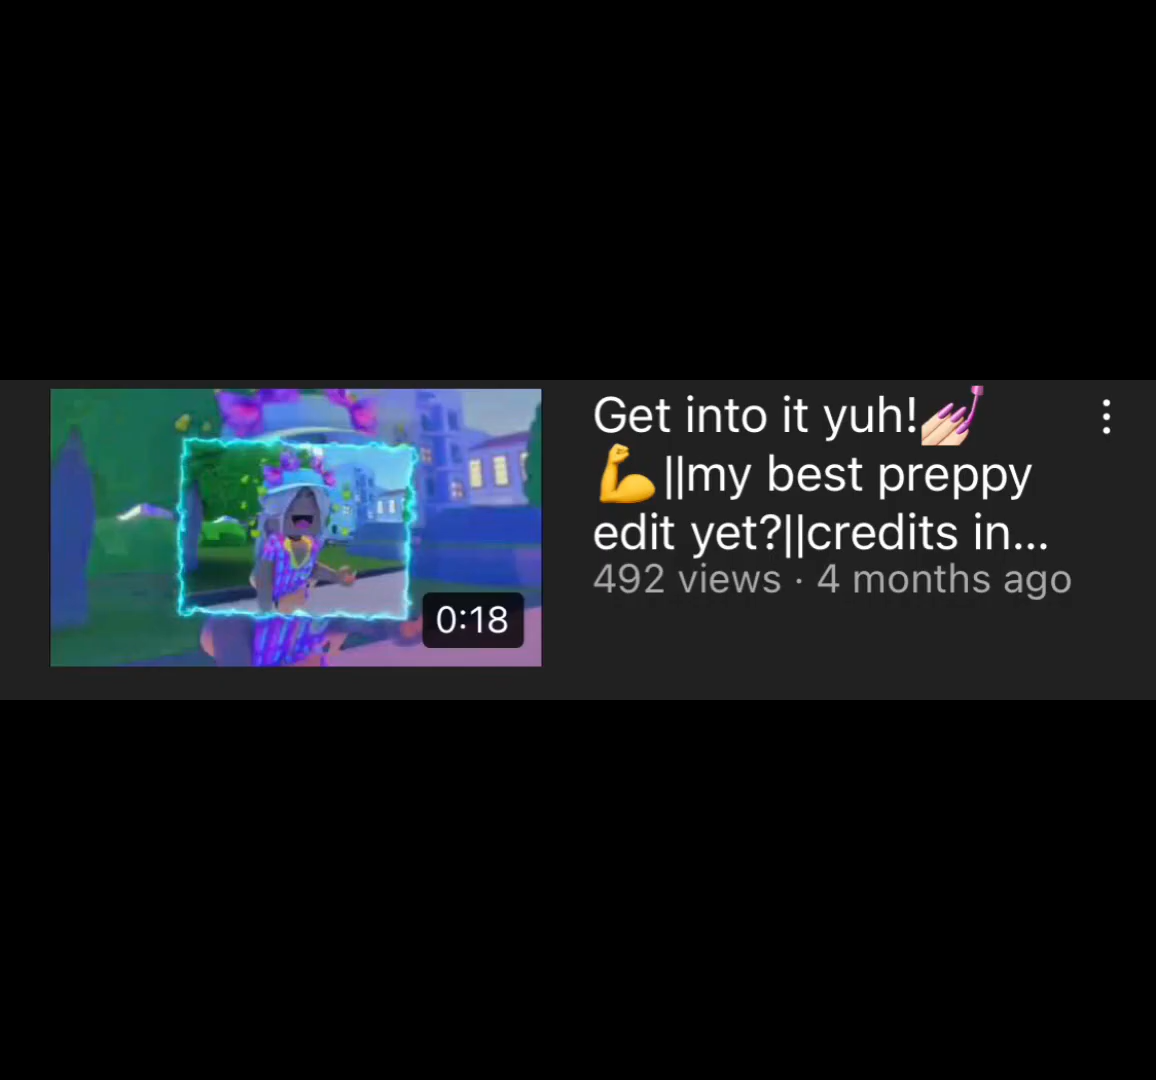 Get into it yuh!💅🏻
💪||my best preppy
edit yet?||credits in...
492 views · 4 months ago
0:18